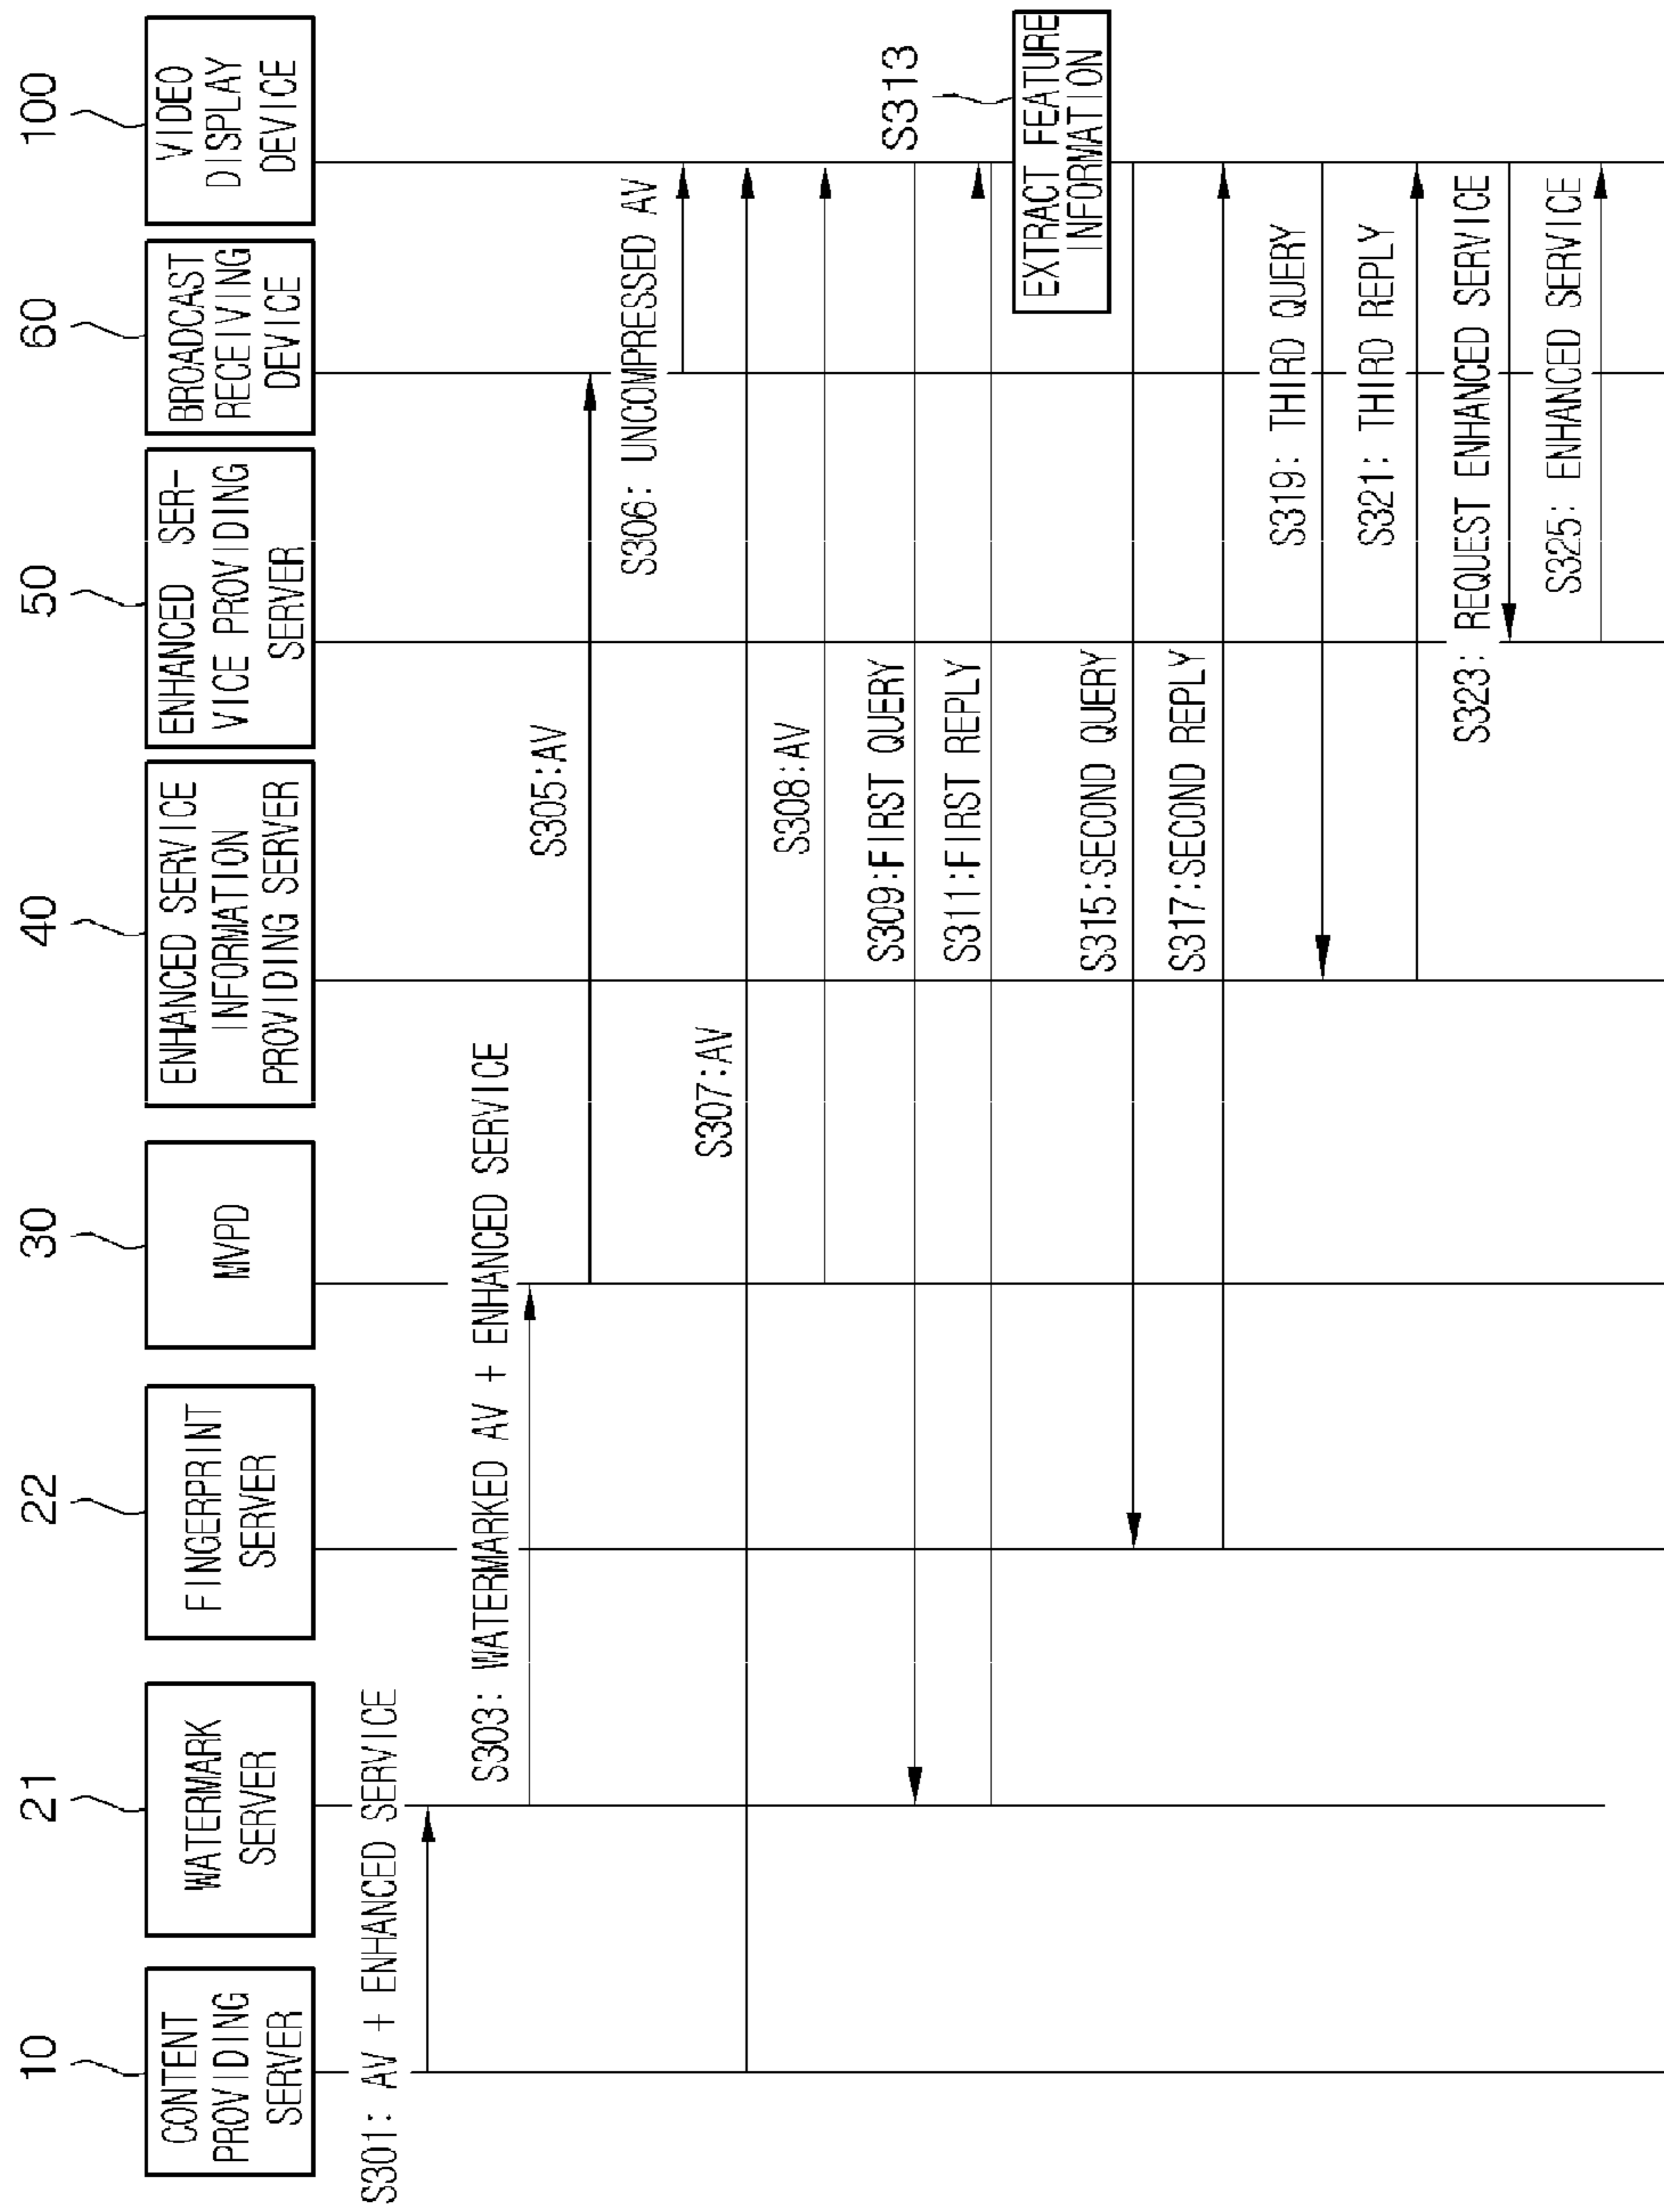 10
CONTENT
PROVIDING
SERVER
21
WATERMARK
SERVER
22
FINGERPRINT
SERVER
30
MVPD
40
ENHANCED SERVICE
INFORMATION
PROVIDING SERVER
50
ENHANCED SER-
VICE PROVIDING
SERVER
60
BROADCAST
RECEIVING
DEVICE
100
VIDEO
DISPLAY
DEVICE
S301: AV + ENHANCED SERVICE
S303: WATERMARKED AV + ENHANCED SERVICE
S305:AV
S306: UNCOMPRESSED AV
S307:AV
S308:AV
S309:FIRST QUERY
S311:FIRST REPLY
S313
EXTRACT FEATURE
INFORMATION
S315:SECOND QUERY
S317:SECOND REPLY
S319: THIRD QUERY
S321: THIRD REPLY
S323: REQUEST ENHANCED SERVICE
S325: ENHANCED SERVICE